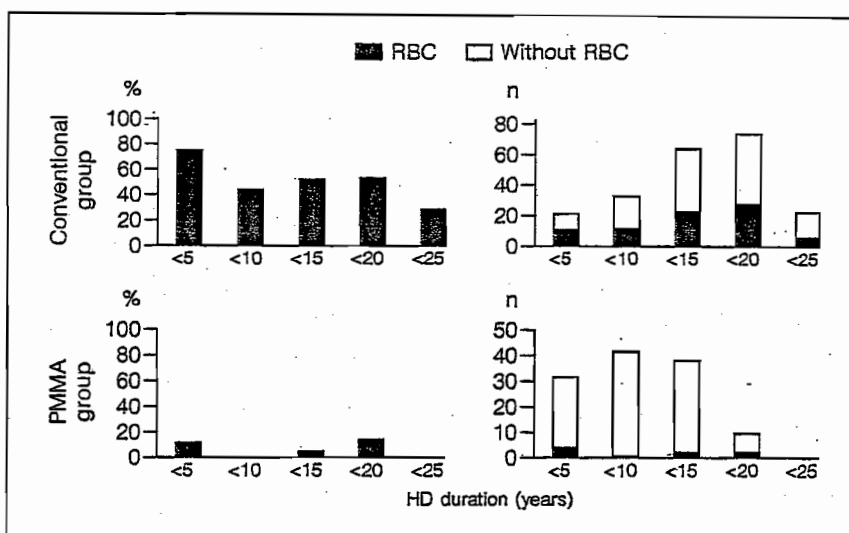 RBC Without RBC
% n
100 80 60 40 20 0
80 60 40 20 0
Conventional group
<5 <10 <15 <20 <25
<5 <10 <15 <20 <25
% n
100 80 60 40 20 0
50 40 30 20 10 0
PMMA group
<5 <10 <15 <20 <25
<5 <10 <15 <20 <25
HD duration (years)